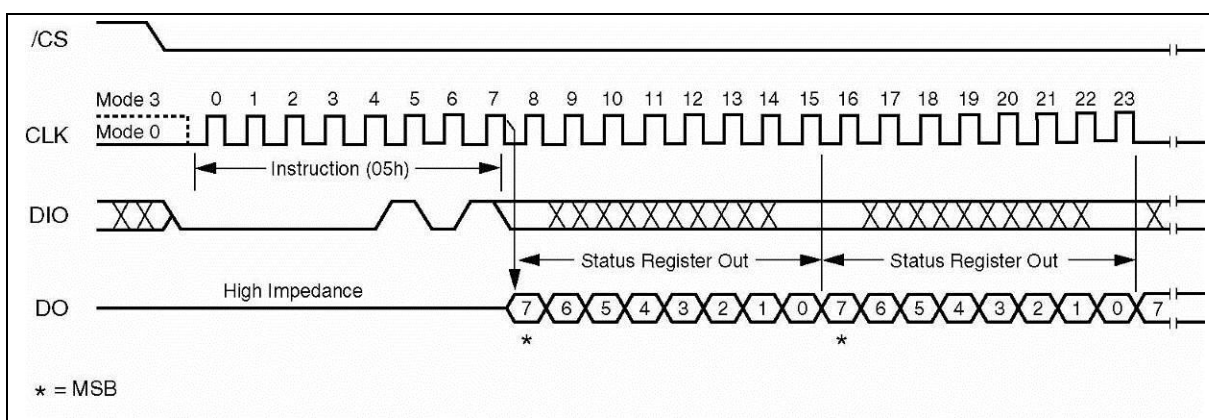 /CS
Mode 3 0 1 2 3 4 5 6 7 8 9 10 11 12 13 14 15 16 17 18 19 20 21 22 23
CLK Mode 0
Instruction (05h)
DIO
Status Register Out Status Register Out
High Impedance
DO 7 6 5 4 3 2 1 0 7 6 5 4 3 2 1 0 7
* *
* = MSB